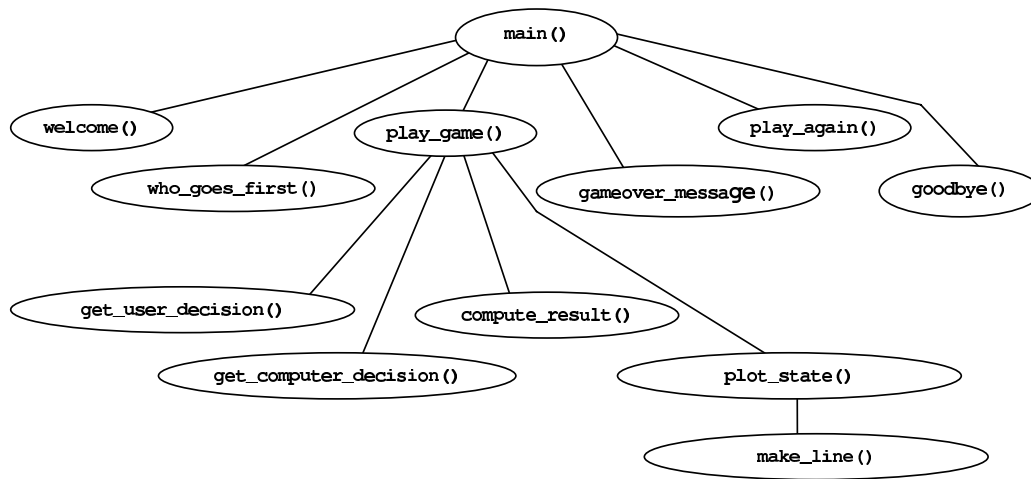 main()
welcome()
play_game()
play_again()
who_goes_first()
gameover_message()
goodbye()
get_user_decision()
compute_result()
get_computer_decision()
plot_state()
make_line()